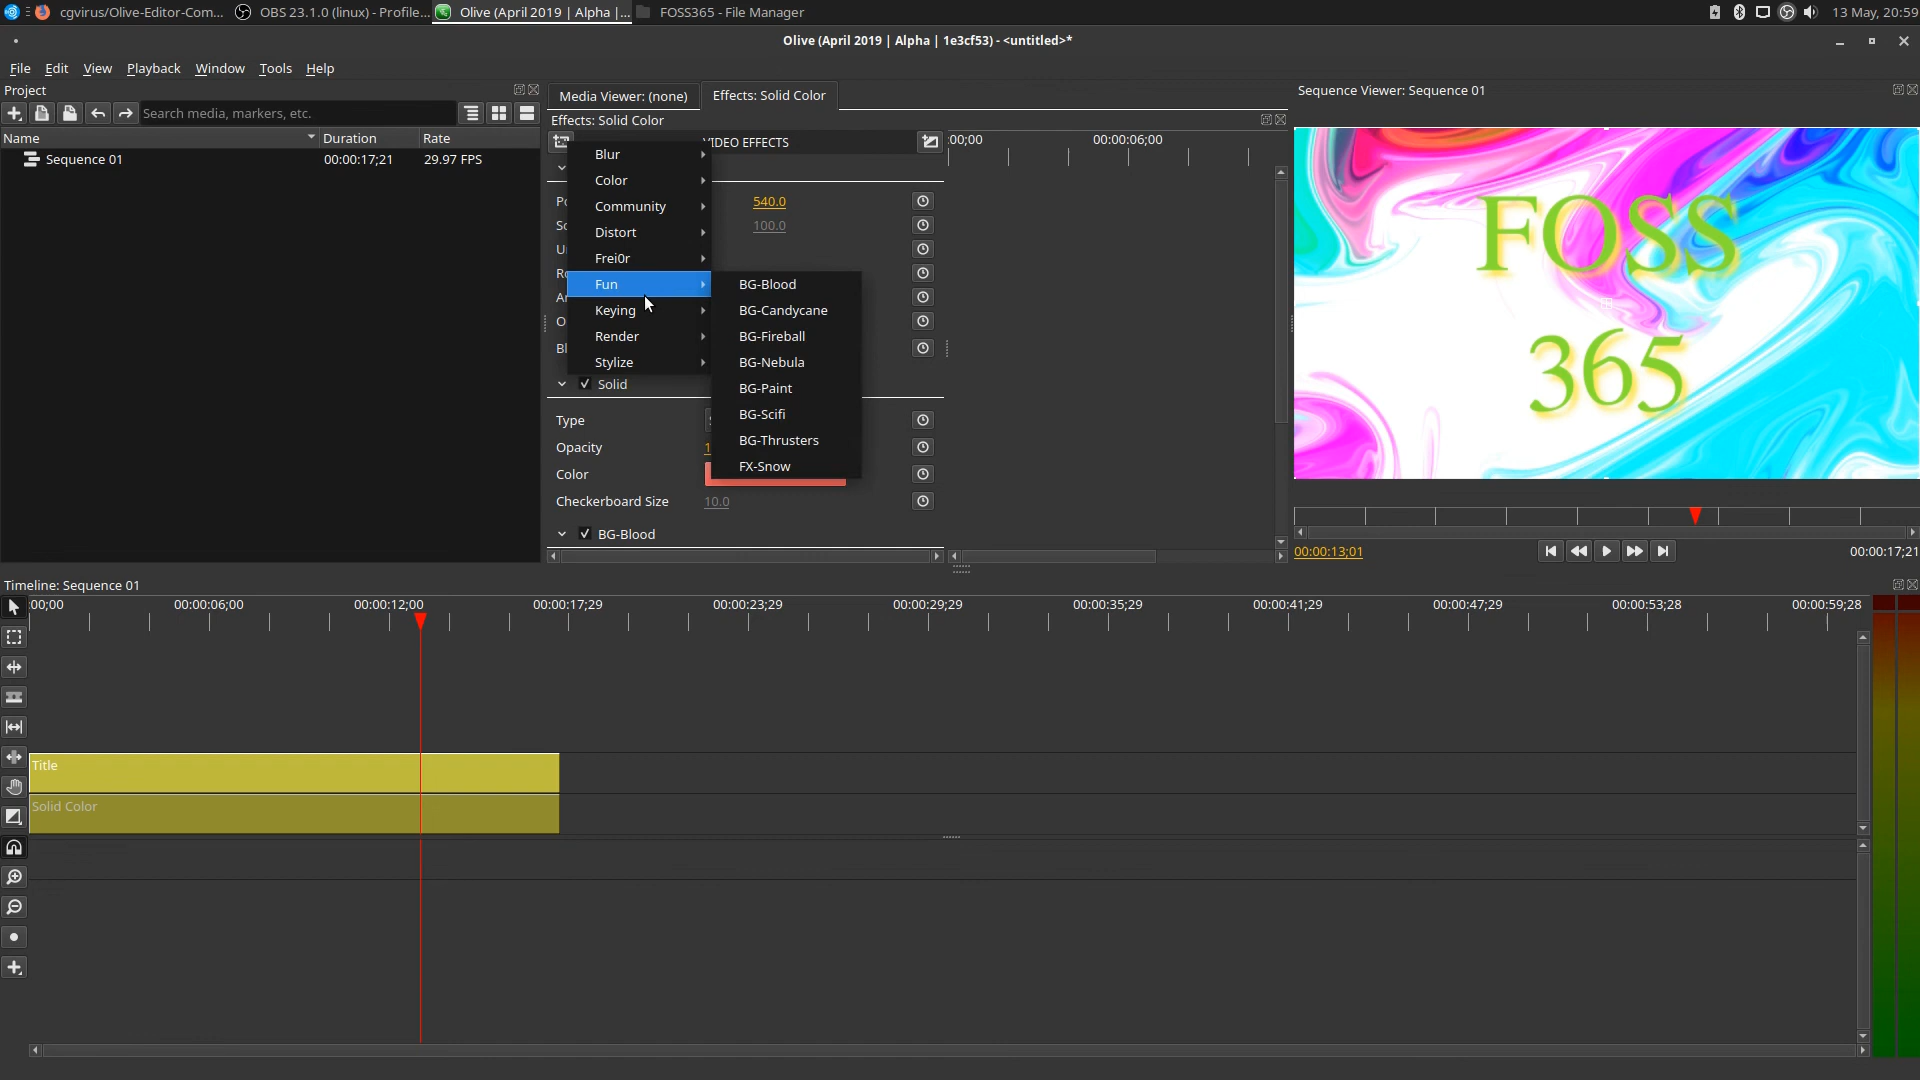 cgvirus/Olive-Editor-Com... OBS 23.1.0 (linux) - Profile... Olive (April 2019 | Alpha |... FOSS365 - File Manager 13 May, 20:59
Olive (April 2019 | Alpha | 1e3cf53) - <untitled>*
File Edit View Playback Window Tools Help
Project
Search media, markers, etc.
Name Duration Rate
Sequence 01 00:00:17;21 29.97 FPS
Media Viewer: (none) Effects: Solid Color
Effects: Solid Color
VIDEO EFFECTS
:00;00 00:00:06;00
Blur
Color
Community
Distort
Frei0r
Fun
Keying
Render
Stylize
BG-Blood
BG-Candycane
BG-Fireball
BG-Nebula
BG-Paint
BG-Scifi
BG-Thrusters
FX-Snow
540.0
100.0
Solid
Type
Opacity
Color
Checkerboard Size 10.0
BG-Blood
Sequence Viewer: Sequence 01
FOSS
365
00:00:13;01 00:00:17;21
Timeline: Sequence 01
:00;00 00:00:06;00 00:00:12;00 00:00:17;29 00:00:23;29 00:00:29;29 00:00:35;29 00:00:41;29 00:00:47;29 00:00:53;28 00:00:59;28
Title
Solid Color